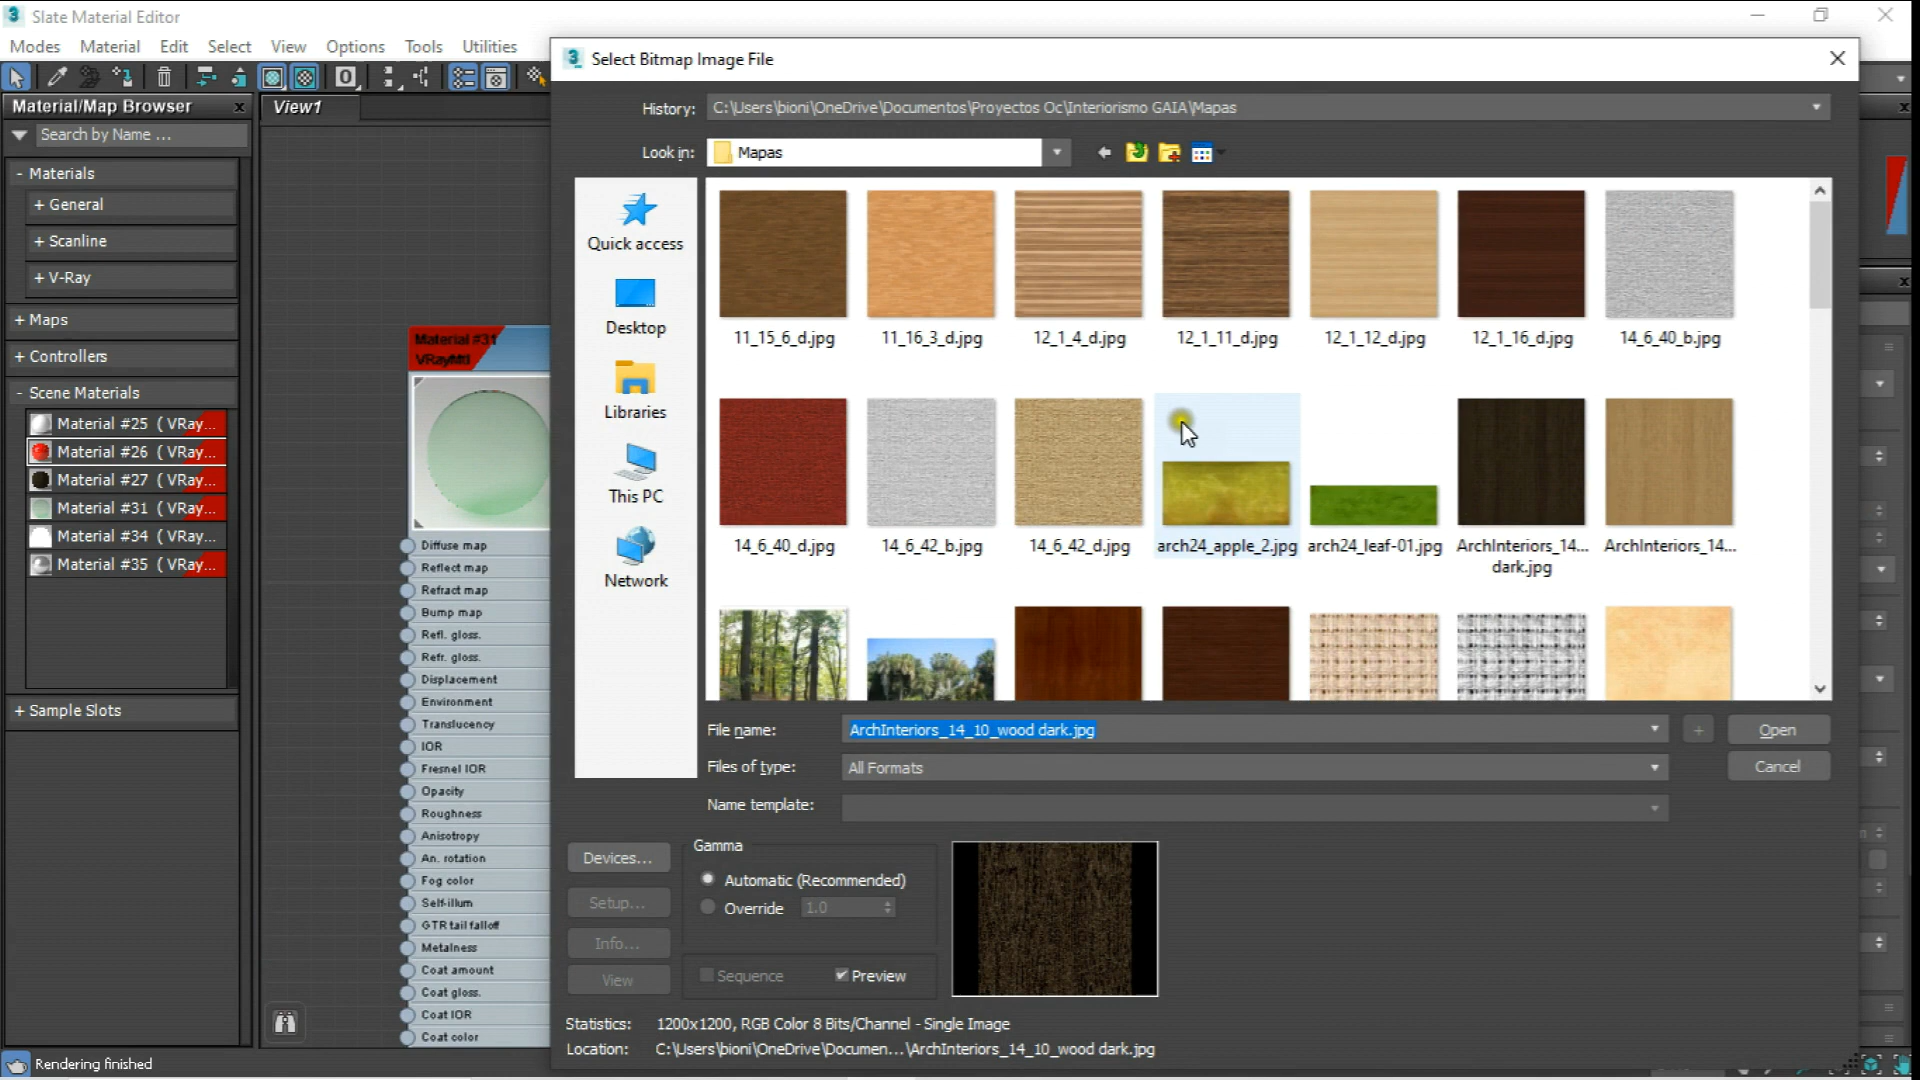 Slate Material Editor
Modes Material Edit Select View Options Tools Utilities
Material/Map Browser x
View1
Search by Name ...
- Materials
+ General
+ Scanline
+ V-Ray
+ Maps
+ Controllers
- Scene Materials
Material #25 ( VRay...
Material #26 ( VRay...
Material #27 ( VRay...
Material #31 ( VRay...
Material #34 ( VRay...
Material #35 ( VRay...
+ Sample Slots
Material #31
VRayMtl
Diffuse map
Reflect map
Refract map
Bump map
Refl. gloss.
Refr. gloss.
Displacement
Environment
Translucency
IOR
Fresnel IOR
Opacity
Roughness
Anisotropy
An. rotation
Fog color
Self-illum
GTR tail falloff
Metalness
Coat amount
Coat gloss.
Coat IOR
Coat color
Rendering finished
Select Bitmap Image File
History: C:\Users\bioni\OneDrive\Documentos\Proyectos Oc\Interiorismo GAIA\Mapas
Look in: Mapas
Quick access
Desktop
Libraries
This PC
Network
11_15_6_d.jpg 11_16_3_d.jpg 12_1_4_d.jpg 12_1_11_d.jpg 12_1_12_d.jpg 12_1_16_d.jpg 14_6_40_b.jpg
14_6_40_d.jpg 14_6_42_b.jpg 14_6_42_d.jpg arch24_apple_2.jpg arch24_leaf-01.jpg ArchInteriors_14... ArchInteriors_14...
dark.jpg
File name: ArchInteriors_14_10_wood dark.jpg + Open
Files of type: All Formats Cancel
Name template:
Devices...
Setup...
Info...
View
Gamma
Automatic (Recommended)
Override 1.0
Sequence Preview
Statistics: 1200x1200, RGB Color 8 Bits/Channel - Single Image
Location: C:\Users\bioni\OneDrive\Documen...\ArchInteriors_14_10_wood dark.jpg